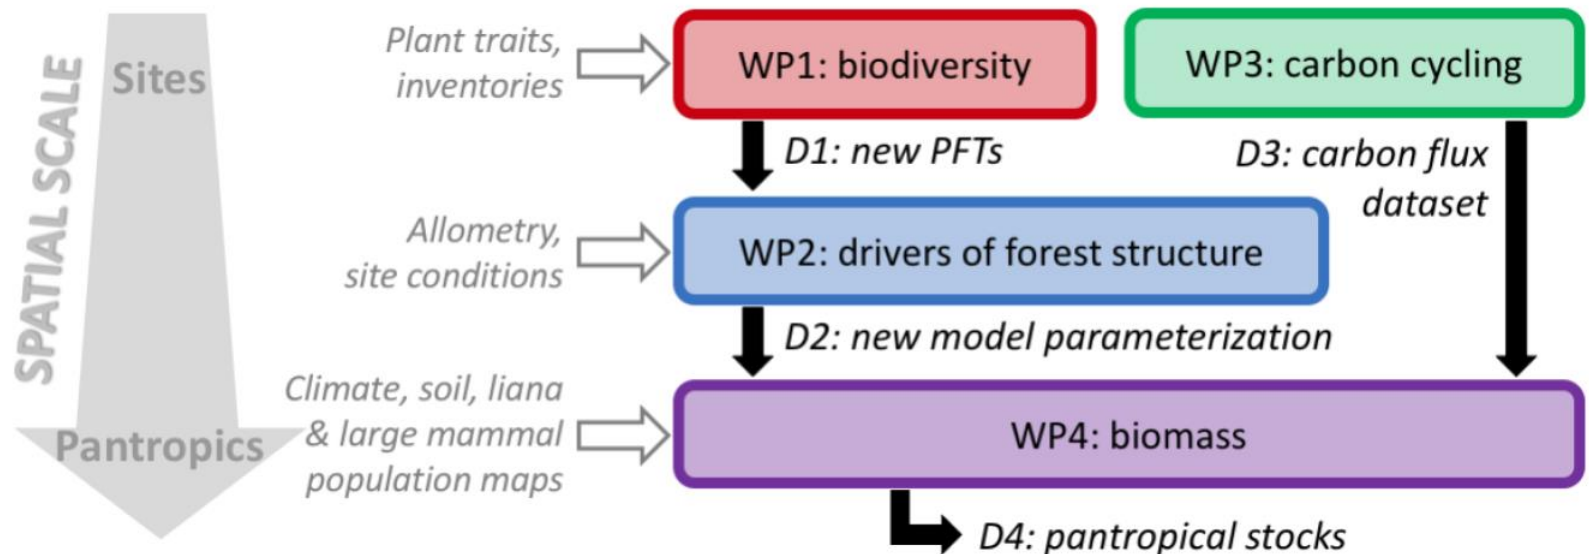 SPATIAL SCALE
Sites
Pantropics
Plant traits,
inventories
WP1: biodiversity
WP3: carbon cycling
D1: new PFTs
D3: carbon flux
dataset
Allometry,
site conditions
WP2: drivers of forest structure
D2: new model parameterization
Climate, soil, liana
& large mammal
population maps
WP4: biomass
D4: pantropical stocks